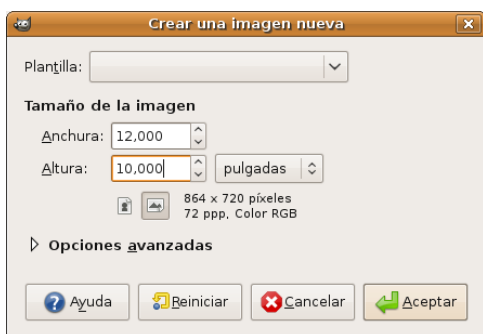 Crear una imagen nueva
Plantilla:
Tamaño de la imagen
Anchura: 12,000
Altura: 10,000 pulgadas
864 x 720 píxeles
72 ppp, Color RGB
Opciones avanzadas
Ayuda Reiniciar Cancelar Aceptar